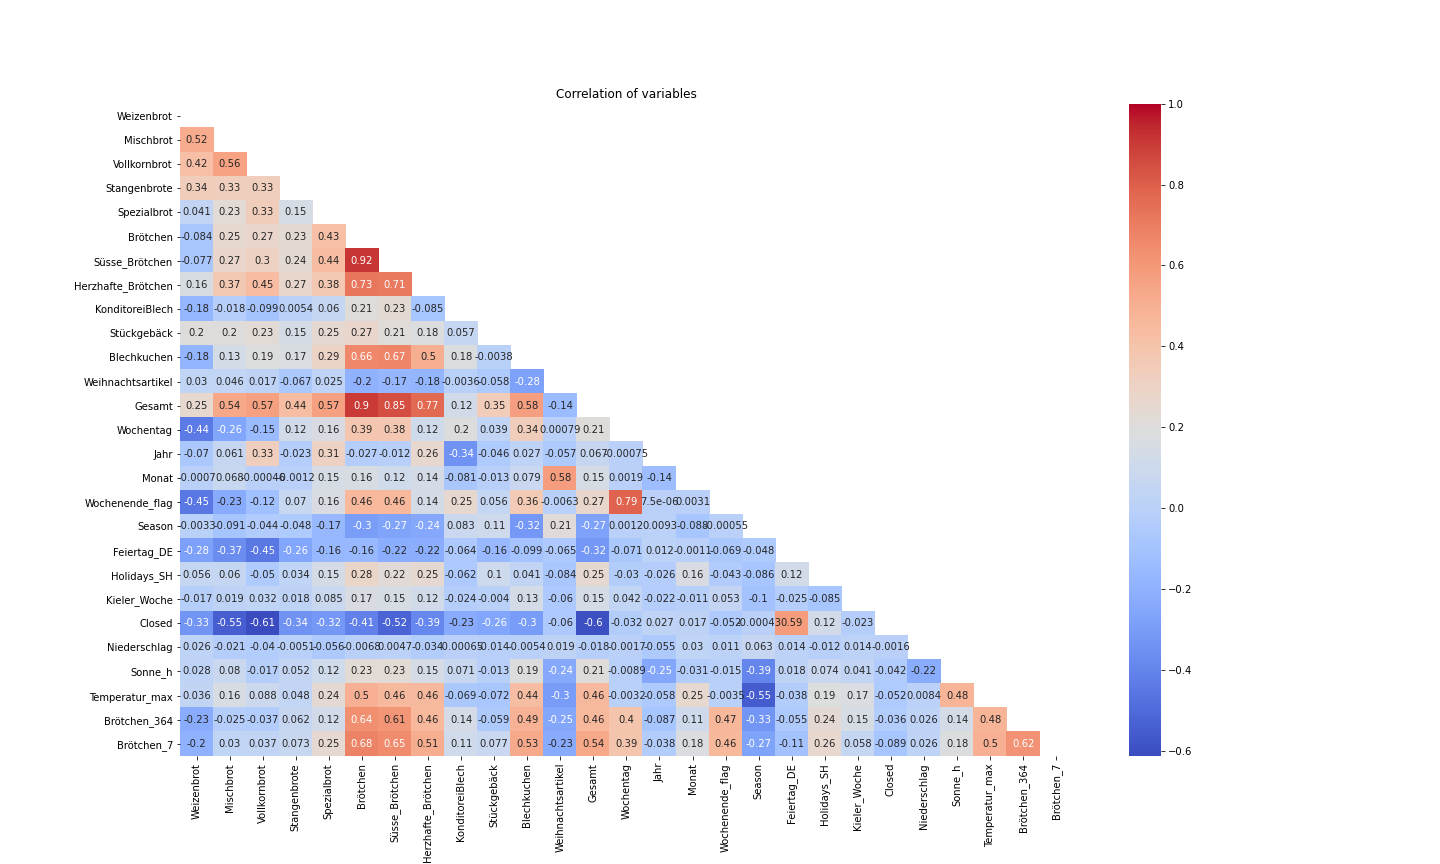 Correlation of variables
Weizenbrot
Mischbrot 0.52
Vollkornbrot 0.42 0.56
Stangenbrote 0.34 0.33 0.33
Spezialbrot 0.041 0.23 0.33 0.15
Brötchen -0.084 0.25 0.27 0.23 0.43
Süsse_Brötchen -0.077 0.27 0.3 0.24 0.44 0.92
Herzhafte_Brötchen 0.16 0.37 0.45 0.27 0.38 0.73 0.71
KonditoreiBlech -0.18 -0.018 -0.099 0.0054 0.06 0.21 0.23 -0.085
Stückgebäck 0.2 0.2 0.23 0.15 0.25 0.27 0.21 0.18 0.057
Blechkuchen -0.18 0.13 0.19 0.17 0.29 0.66 0.67 0.5 0.18 -0.0038
Weihnachtsartikel 0.03 0.046 0.017 -0.067 0.025 -0.2 -0.17 -0.18 -0.0036 -0.058 -0.28
Gesamt 0.25 0.54 0.57 0.44 0.57 0.9 0.85 0.77 0.12 0.35 0.58 -0.14
Wochentag -0.44 -0.26 -0.15 0.12 0.16 0.39 0.38 0.12 0.2 0.039 0.34 0.00079 0.21
Jahr -0.07 0.061 0.33 -0.023 0.31 -0.027 -0.012 0.26 -0.34 -0.046 0.027 -0.057 0.067 -0.00075
Monat -0.0007 0.068 -0.00046 -0.0012 0.15 0.16 0.12 0.14 -0.081 -0.013 0.079 0.58 0.15 0.0019 -0.14
Wochenende_flag -0.45 -0.23 -0.12 0.07 0.16 0.46 0.46 0.14 0.25 0.056 0.36 -0.0063 0.27 0.79 7.5e-06 0.0031
Season -0.0033 -0.091 -0.044 -0.048 -0.17 -0.3 -0.27 -0.24 0.083 0.11 -0.32 0.21 -0.27 0.0012 0.0093 -0.088 -0.00055
Feiertag_DE -0.28 -0.37 -0.45 -0.26 -0.16 -0.16 -0.22 -0.22 -0.064 -0.16 -0.099 -0.065 -0.32 -0.071 0.012 -0.0011 -0.069 -0.048
Holidays_SH 0.056 0.06 -0.05 0.034 0.15 0.28 0.22 0.25 -0.062 0.1 0.041 -0.084 0.25 -0.03 -0.026 0.16 -0.043 -0.086 0.12
Kieler_Woche -0.017 0.019 0.032 0.018 0.085 0.17 0.15 0.12 -0.024 -0.004 0.13 -0.06 0.15 0.042 -0.022 -0.011 0.053 -0.1 -0.025 -0.085
Closed -0.33 -0.55 -0.61 -0.34 -0.32 -0.41 -0.52 -0.39 -0.23 -0.26 -0.3 -0.06 -0.6 -0.032 0.027 0.017 -0.052 0.59 0.12 -0.023
Niederschlag 0.026 -0.021 -0.04 -0.0051 -0.056 -0.0068 0.0047 -0.034 -0.00065 -0.014 -0.0054 0.019 -0.018 -0.0017 -0.055 0.03 0.011 0.063 0.014 -0.012 0.014 -0.0016
Sonne_h 0.028 0.08 -0.017 0.052 0.12 0.23 0.23 0.15 0.071 -0.013 0.19 -0.24 0.21 -0.0089 -0.25 -0.031 -0.015 -0.39 0.018 0.074 0.041 -0.042 -0.22
Temperatur_max 0.036 0.16 0.088 0.048 0.24 0.5 0.46 0.46 -0.069 -0.072 0.44 -0.3 0.46 -0.0032 -0.058 0.25 -0.0035 -0.55 -0.038 0.19 0.17 -0.052 0.0084 0.48
Brötchen_364 -0.23 -0.025 -0.037 0.062 0.12 0.64 0.61 0.46 0.14 -0.059 0.49 -0.25 0.46 0.4 -0.087 0.11 0.47 -0.33 -0.055 0.24 0.15 -0.036 0.026 0.14 0.48
Brötchen_7 -0.2 0.03 0.037 0.073 0.25 0.68 0.65 0.51 0.11 0.077 0.53 -0.23 0.54 0.39 -0.038 0.18 0.46 -0.27 -0.11 0.26 0.058 -0.089 0.026 0.18 0.5 0.62
Weizenbrot
Mischbrot
Vollkornbrot
Stangenbrote
Spezialbrot
Brötchen
Süsse_Brötchen
Herzhafte_Brötchen
KonditoreiBlech
Stückgebäck
Blechkuchen
Weihnachtsartikel
Gesamt
Wochentag
Jahr
Monat
Wochenende_flag
Season
Feiertag_DE
Holidays_SH
Kieler_Woche
Closed
Niederschlag
Sonne_h
Temperatur_max
Brötchen_364
Brötchen_7
1.0
0.8
0.6
0.4
0.2
0.0
-0.2
-0.4
-0.6